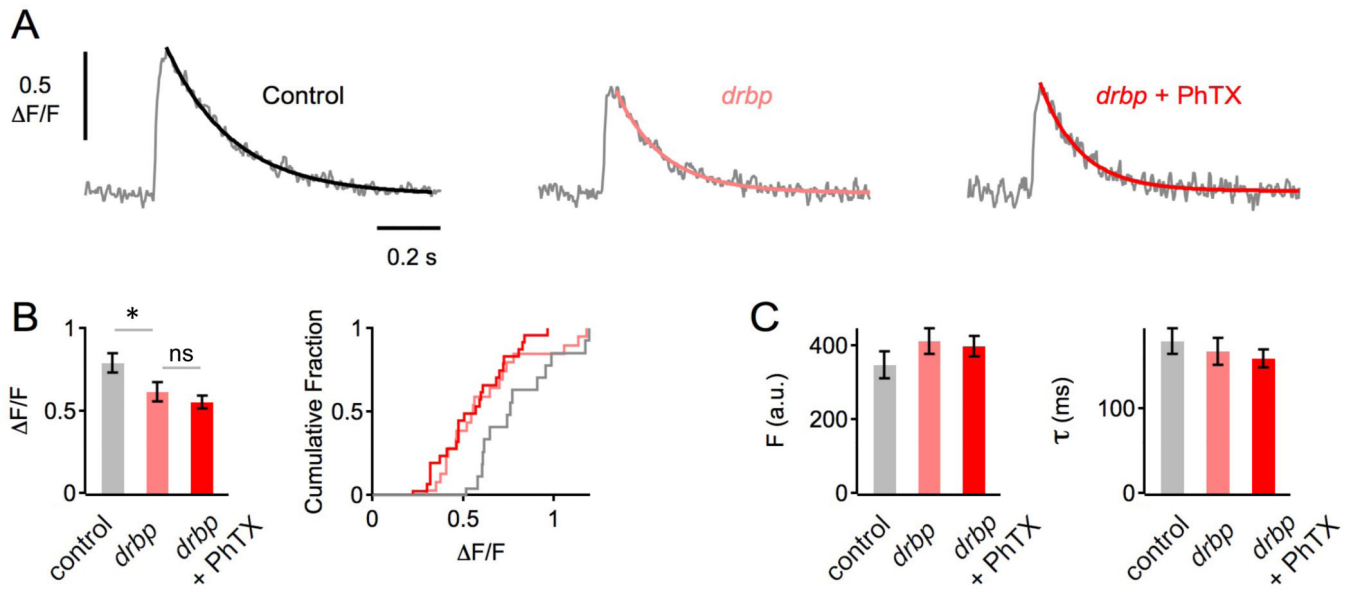 A
0.5
ΔF/F
Control
drbp
drbp + PhTX
0.2 s
B
*
ns
1
0.5
0
ΔF/F
control
drbp
drbp
+ PhTX
Cumulative Fraction
1
0.5
0
0
0.5
1
ΔF/F
C
F (a.u.)
400
200
0
control
drbp
drbp
+ PhTX
τ (ms)
100
0
control
drbp
drbp
+ PhTX